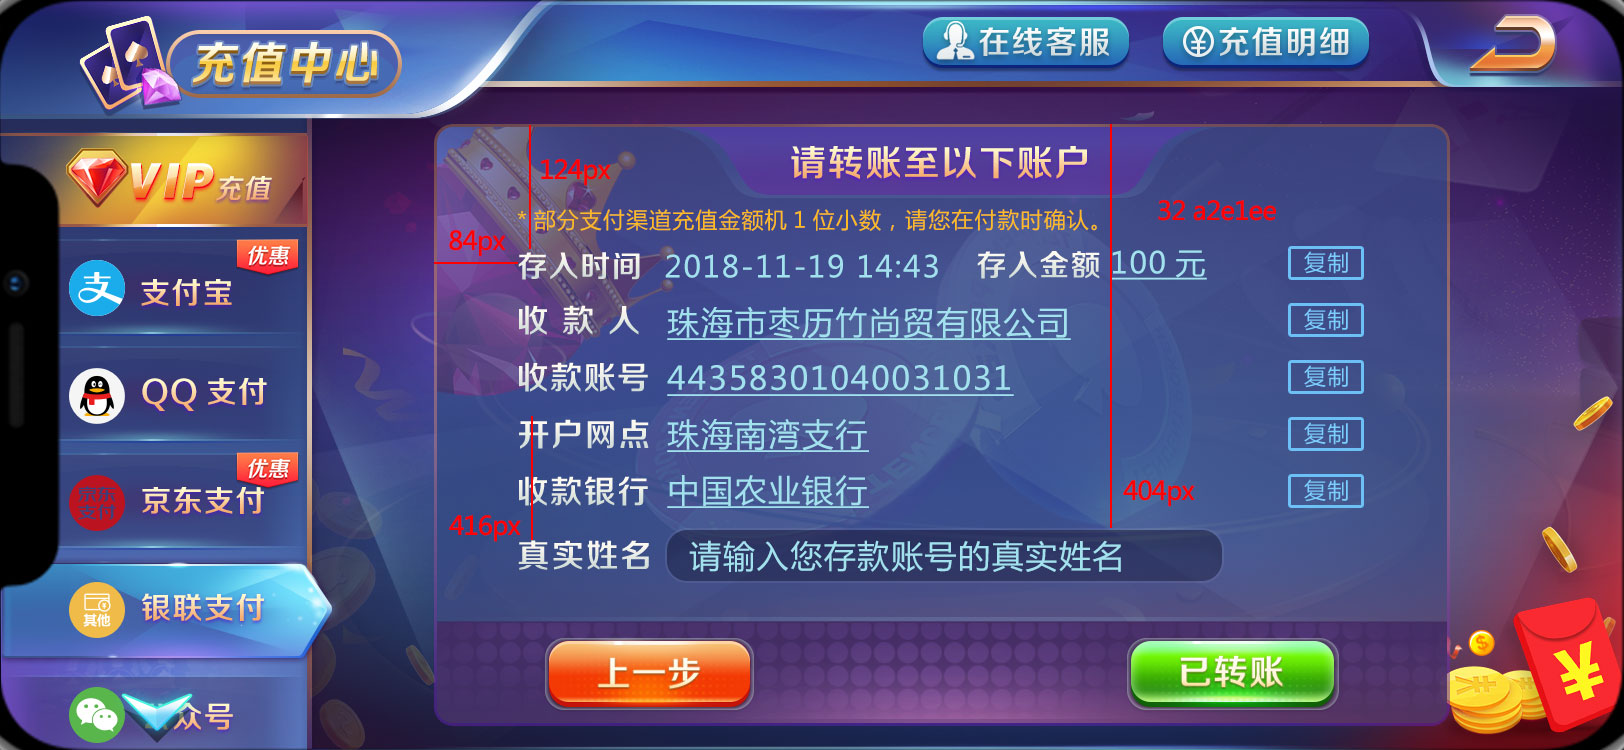 充值中心
在线客服
充值明细
VIP充值
优惠
支付宝
QQ 支付
优惠
京东支付
其他
银联支付
众号
请转账至以下账户
124px
* 部分支付渠道充值金额机 1 位小数，请您在付款时确认。
32 a2e1ee
84px
存入时间 2018-11-19 14:43 存入金额 100 元 复制
收 款 人 珠海市枣历竹尚贸有限公司 复制
收款账号 44358301040031031 复制
开户网点 珠海南湾支行 复制
收款银行 中国农业银行 复制
404px
416px
真实姓名 请输入您存款账号的真实姓名
上一步
已转账